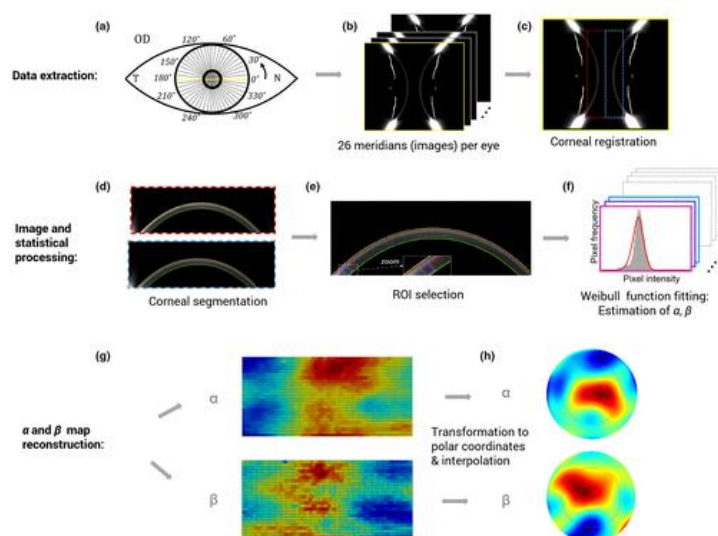 (a)
OD
120°
60°
150°
30°
180°
0°
T
N
210°
330°
240°
300°
Data extraction:
(b)
26 meridians (images) per eye
(c)
Corneal registration
(d)
Corneal segmentation
(e)
zoom
ROI selection
(f)
Pixel frequency
Pixel intensity
Weibull function fitting:
Estimation of α, β
Image and
statistical
processing:
(g)
α
β
α and β map
reconstruction:
(h)
Transformation to
polar coordinates
& interpolation
α
β